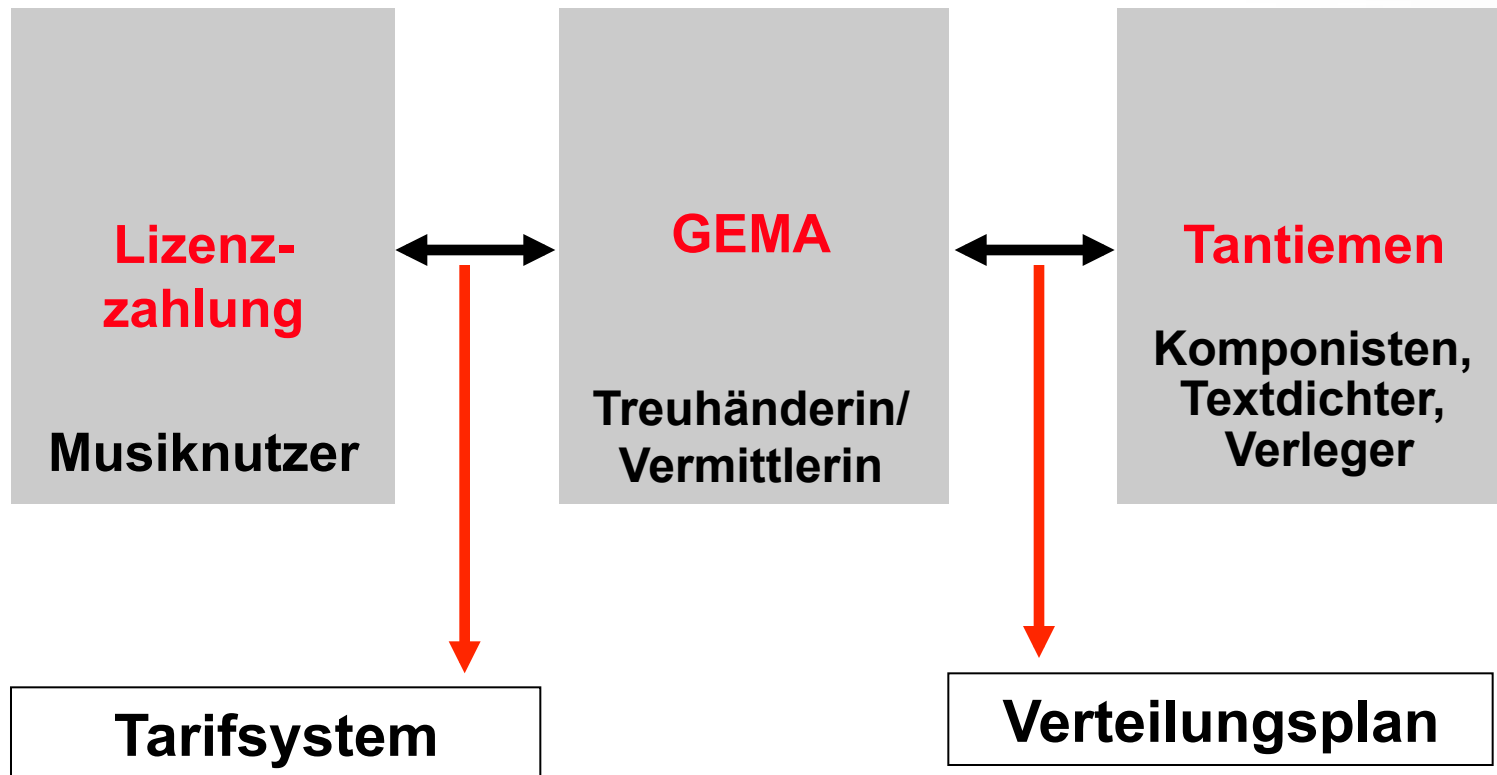 Lizenz-
zahlung
Musiknutzer
GEMA
Treuhänderin/
Vermittlerin
Tantiemen
Komponisten,
Textdichter,
Verleger
Tarifsystem
Verteilungsplan